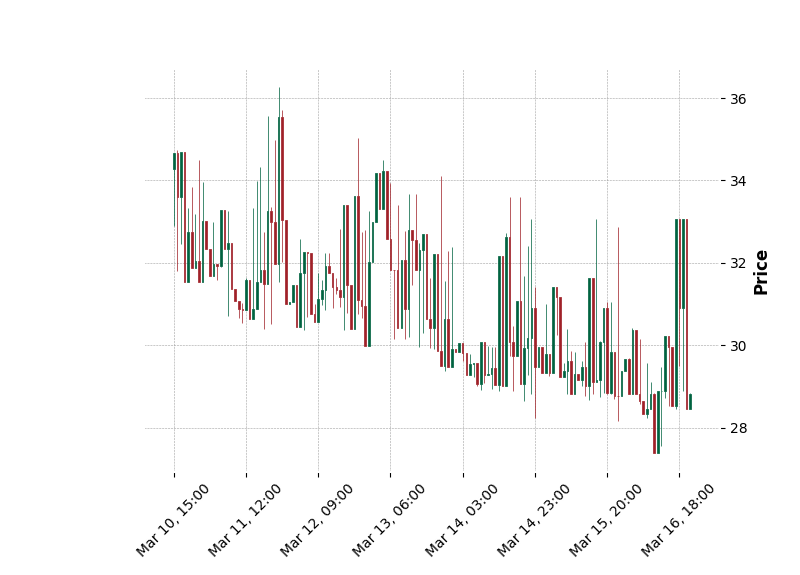 36
34
32
30
28
Price
Mar 10, 15:00
Mar 11, 12:00
Mar 12, 09:00
Mar 13, 06:00
Mar 14, 03:00
Mar 14, 23:00
Mar 15, 20:00
Mar 16, 18:00